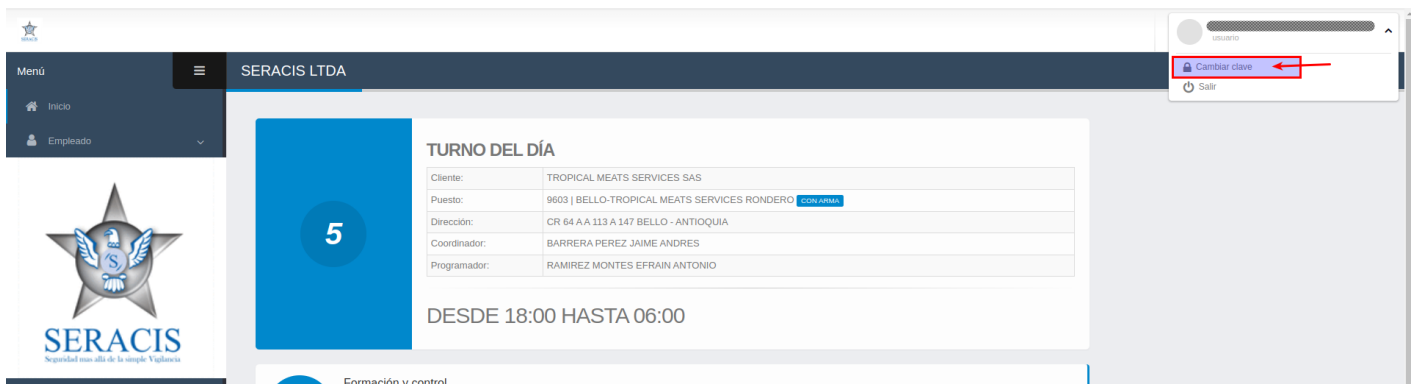 SERACIS
usuario
Menú
SERACIS LTDA
Cambiar clave
Salir
Inicio
Empleado
TURNO DEL DÍA
Cliente: TROPICAL MEATS SERVICES SAS
Puesto: 9603 | BELLO-TROPICAL MEATS SERVICES RONDERO CON ARMA
Dirección: CR 64 A A 113 A 147 BELLO - ANTIOQUIA
5
Coordinador: BARRERA PEREZ JAIME ANDRES
Programador: RAMIREZ MONTES EFRAIN ANTONIO
'S,
DESDE 18:00 HASTA 06:00
SERACIS
Seguridad mas allá de la simple Vigilancia
Formación y control